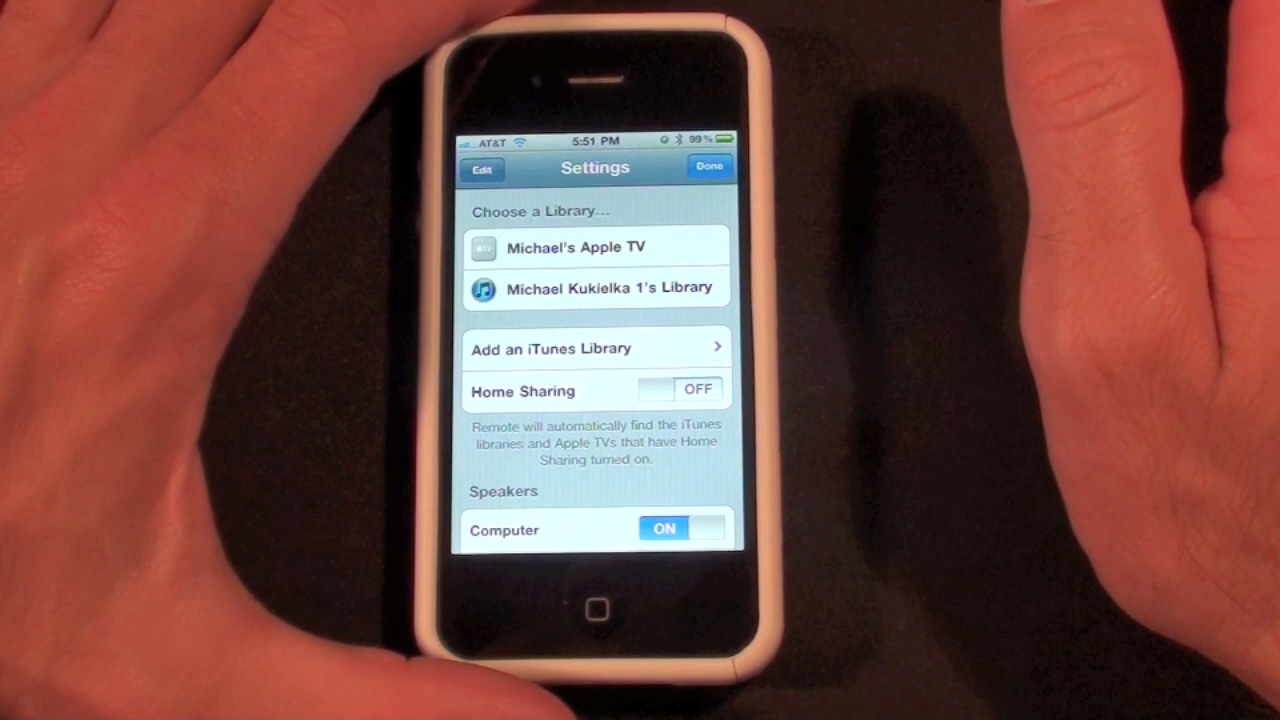 AT&T 5:51 PM 99%
Edit Settings Done
Choose a Library...
tv Michael's Apple TV
Michael Kukielka 1's Library
Add an iTunes Library
Home Sharing OFF
Remote will automatically find the iTunes
libraries and Apple TVs that have Home
Sharing turned on.
Speakers
Computer ON